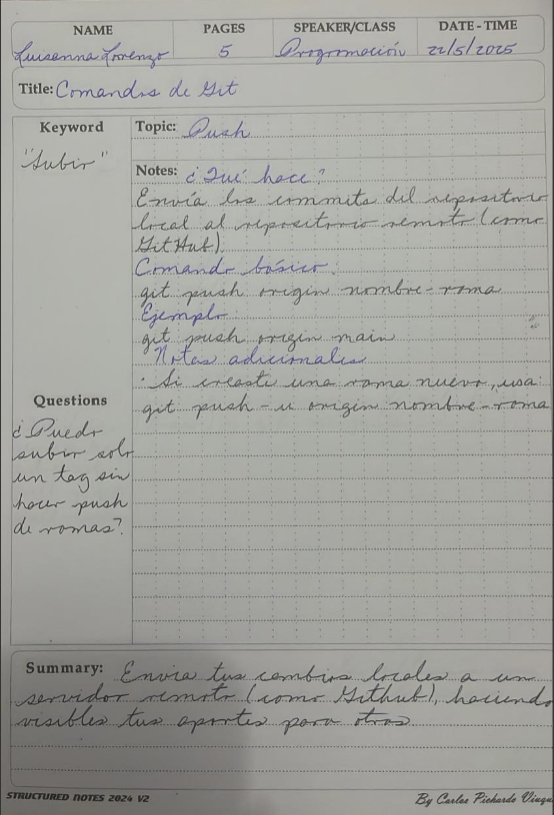 NAME PAGES SPEAKER/CLASS DATE - TIME
Luisanna Lorenzo 5 Programación 22/5/2025
Title: Comandos de Git
Keyword
"Subir"
Topic: Push
Notes: ¿Qué hace?
Envía los commits del repositorio
local al repositorio remoto (como
GitHub).
Comando básico:
git push origin nombre-rama
Ejemplo
git push origin main
Notas adicionales
· Si creaste una rama nueva, usa:
git push -u origin nombre-rama
Questions
¿Puedo
subir solo
un tag sin
hacer push
de ramas?
Summary: Envia tus cambios locales a un
servidor remoto (como Github), haciendo
visibles tus aportes para otros
STRUCTURED NOTES 2024 V2
By Carlos Pichardo